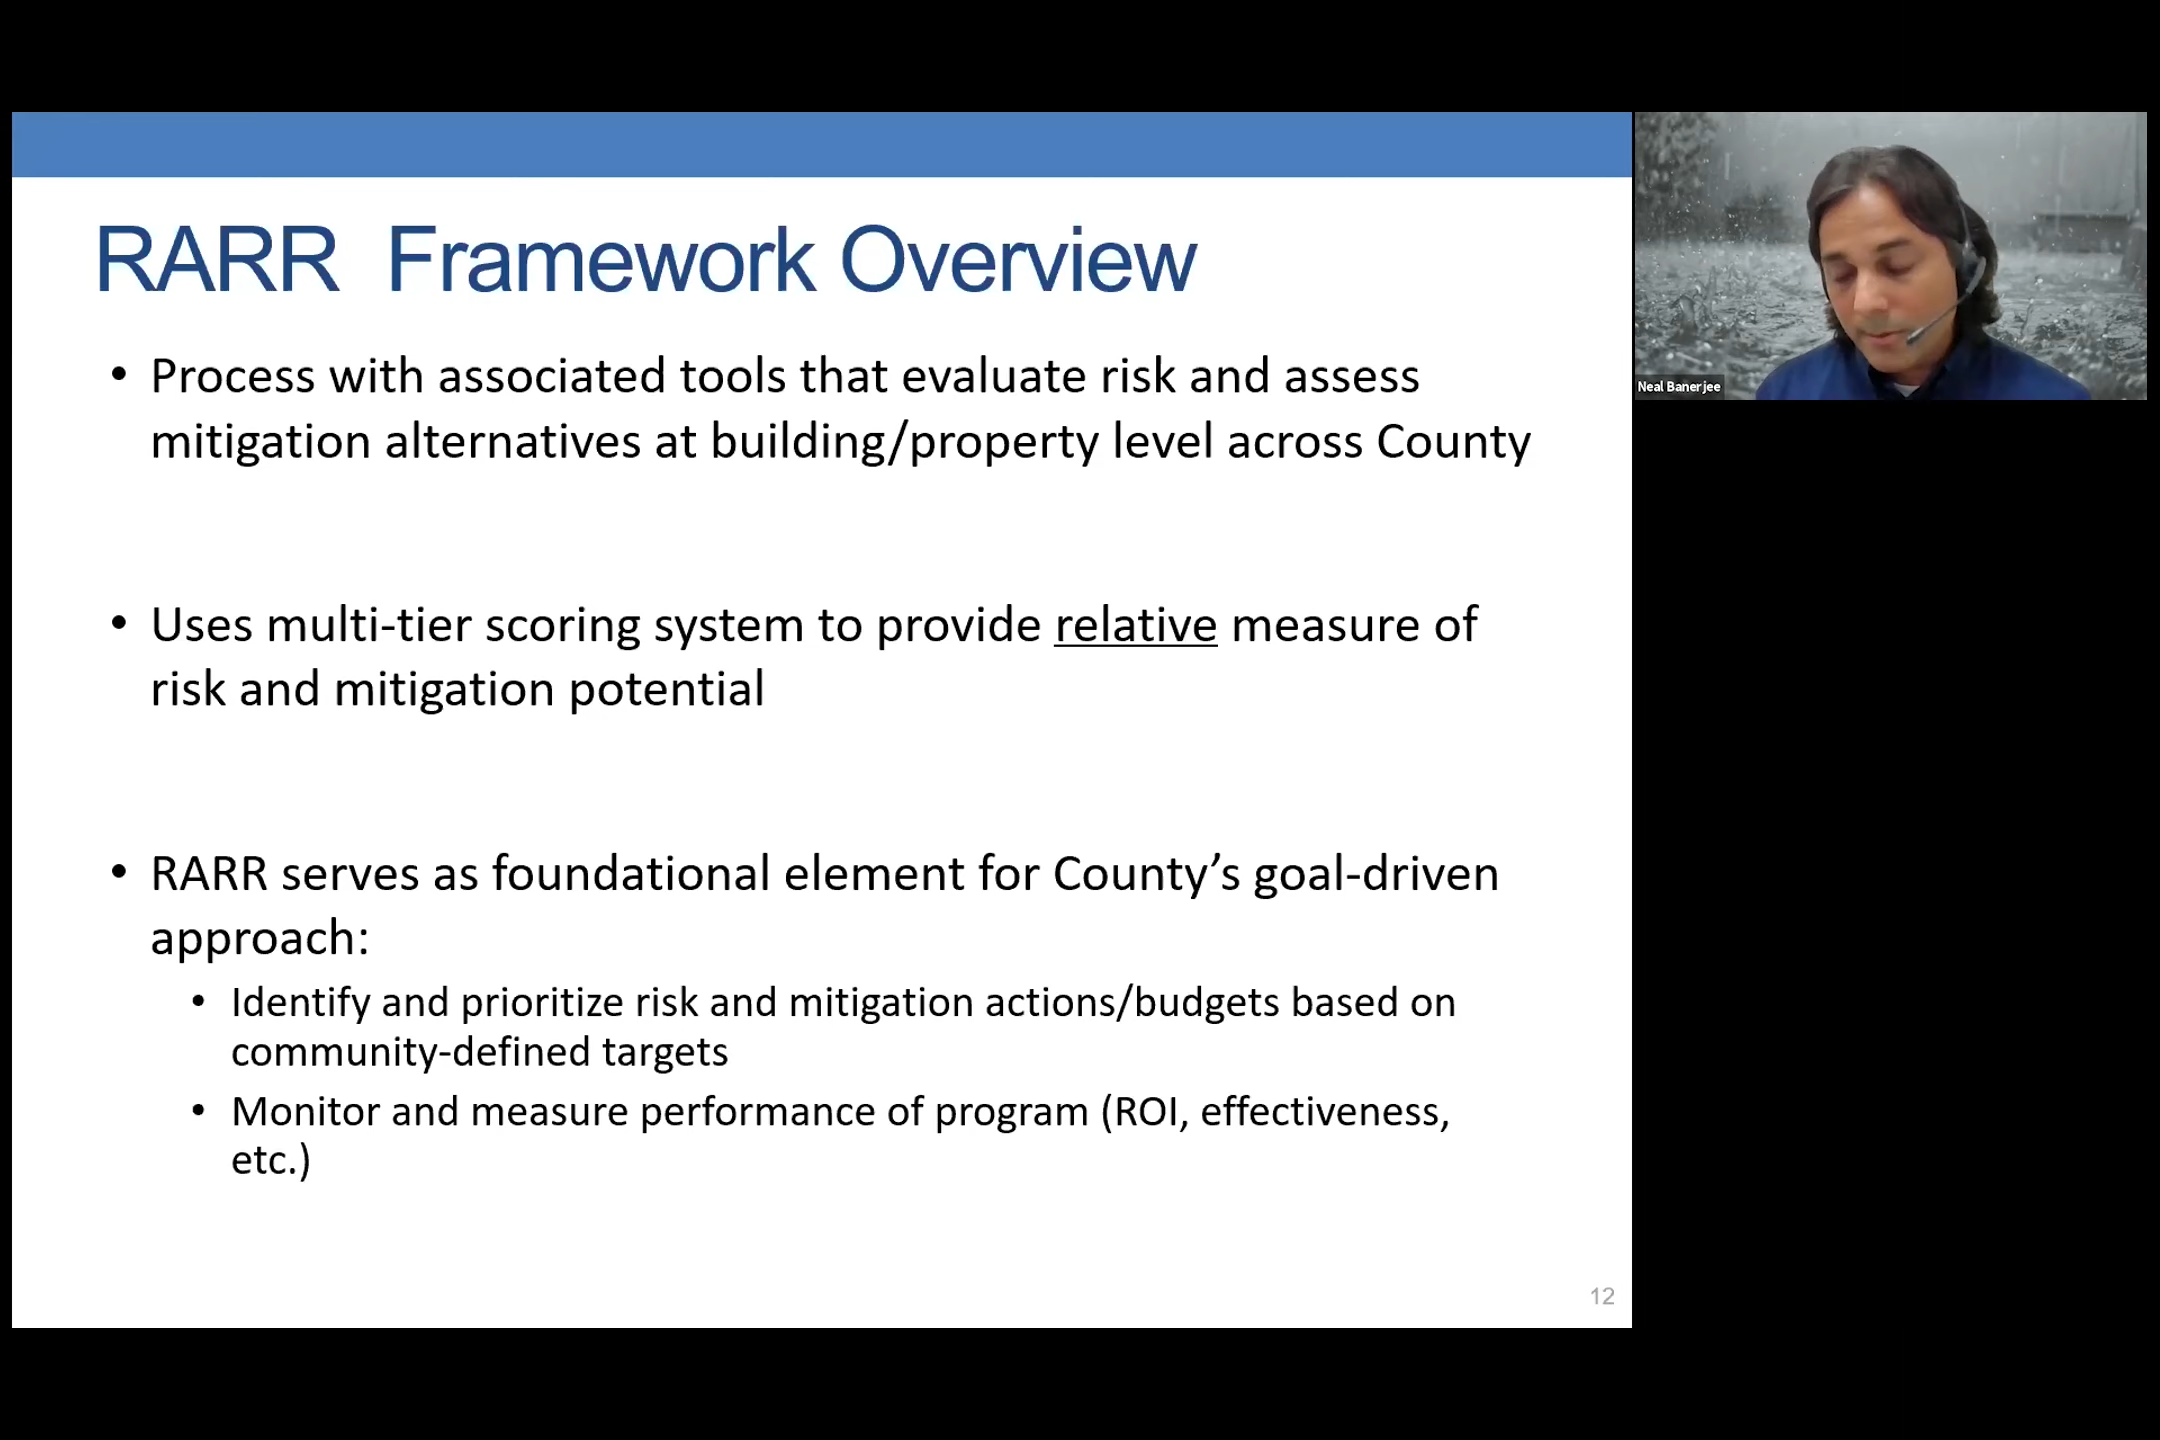 RARR  Framework Overview
• Process with associated tools that evaluate risk and assess
mitigation alternatives at building/property level across County
• Uses multi-tier scoring system to provide relative measure of
risk and mitigation potential
• RARR serves as foundational element for County’s goal-driven
approach:
• Identify and prioritize risk and mitigation actions/budgets based on
community-defined targets
• Monitor and measure performance of program (ROI, effectiveness,
etc.)
12
Neal Banerjee